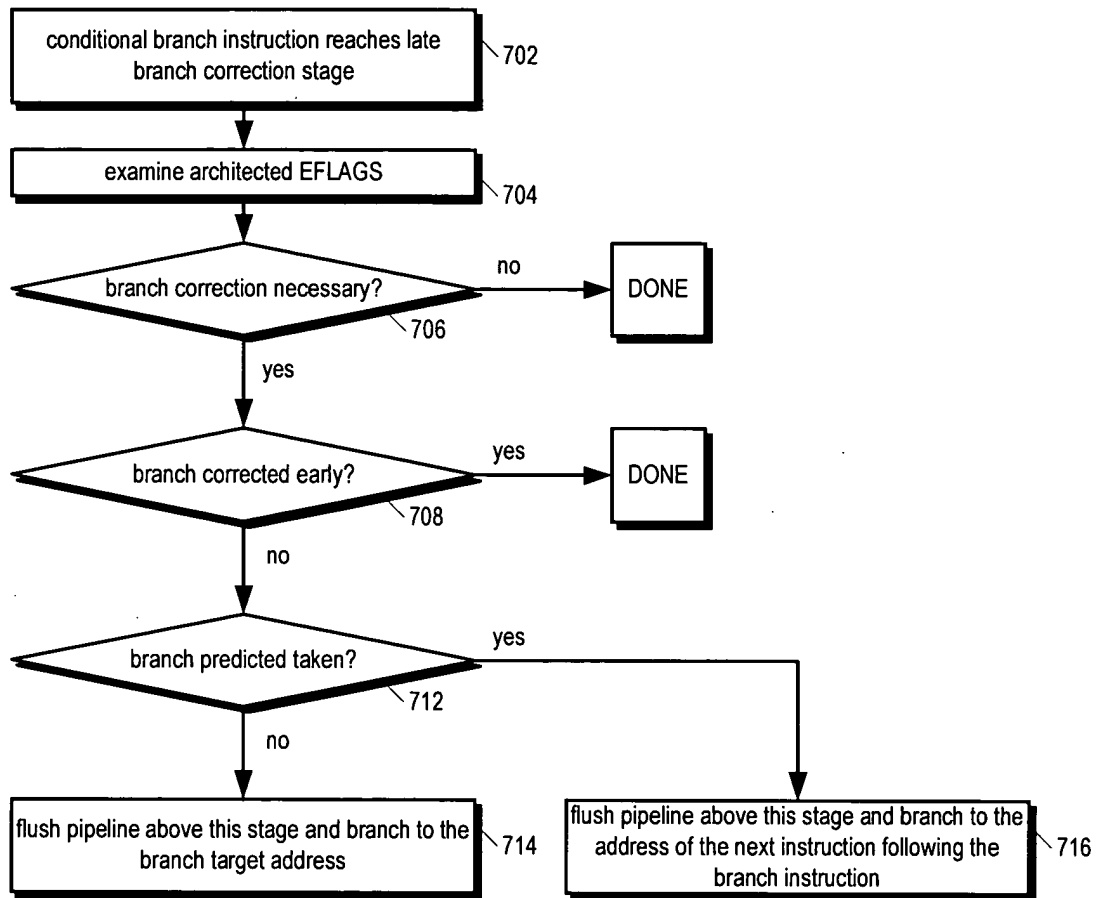 conditional branch instruction reaches late
branch correction stage
702
examine architected EFLAGS
704
branch correction necessary?
no
DONE
706
yes
branch corrected early?
yes
DONE
708
no
branch predicted taken?
yes
712
no
flush pipeline above this stage and branch to the
branch target address
714
flush pipeline above this stage and branch to the
address of the next instruction following the
branch instruction
716